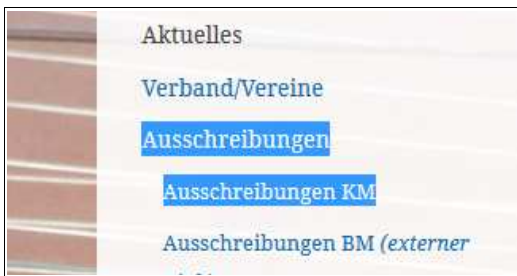 Aktuelles
Verband/Vereine
Ausschreibungen
Ausschreibungen KM
Ausschreibungen BM (externer